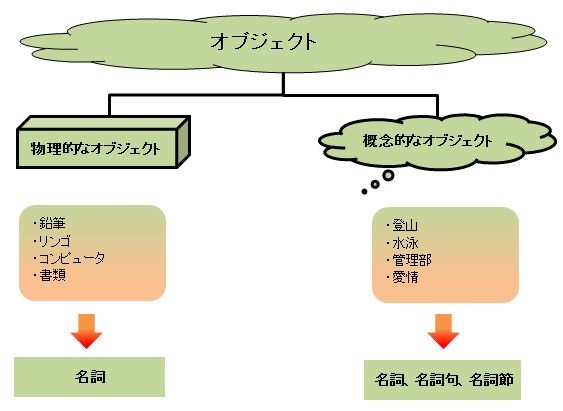 オブジェクト
物理的なオブジェクト
概念的なオブジェクト
・鉛筆
・リンゴ
・コンピュータ
・書類
・登山
・水泳
・管理部
・愛情
名詞
名詞、名詞句、名詞節